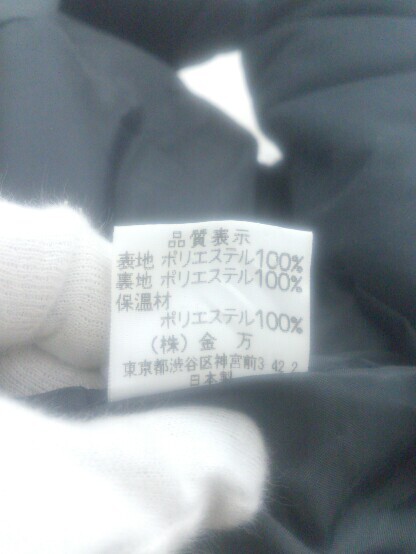 品質表示
表地 ポリエステル100%
裏地 ポリエステル100%
保温材
ポリエステル100%
(株) 金 万
東京都渋谷区神宮前3 42 2
日本製